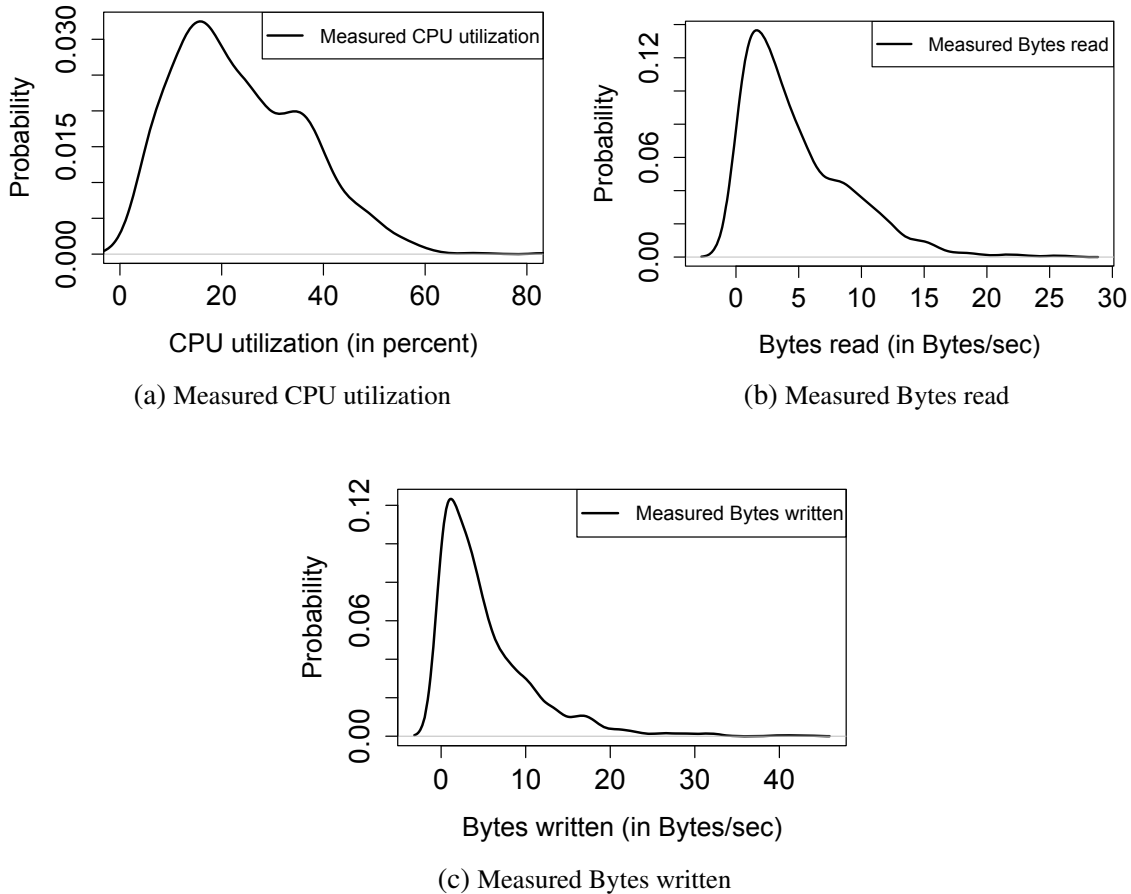 Probability
0.000 0.015 0.030
Measured CPU utilization
0 20 40 60 80
CPU utilization (in percent)
(a) Measured CPU utilization
Probability
0.00 0.06 0.12
Measured Bytes read
0 5 10 15 20 25 30
Bytes read (in Bytes/sec)
(b) Measured Bytes read
Probability
0.00 0.06 0.12
Measured Bytes written
0 10 20 30 40
Bytes written (in Bytes/sec)
(c) Measured Bytes written